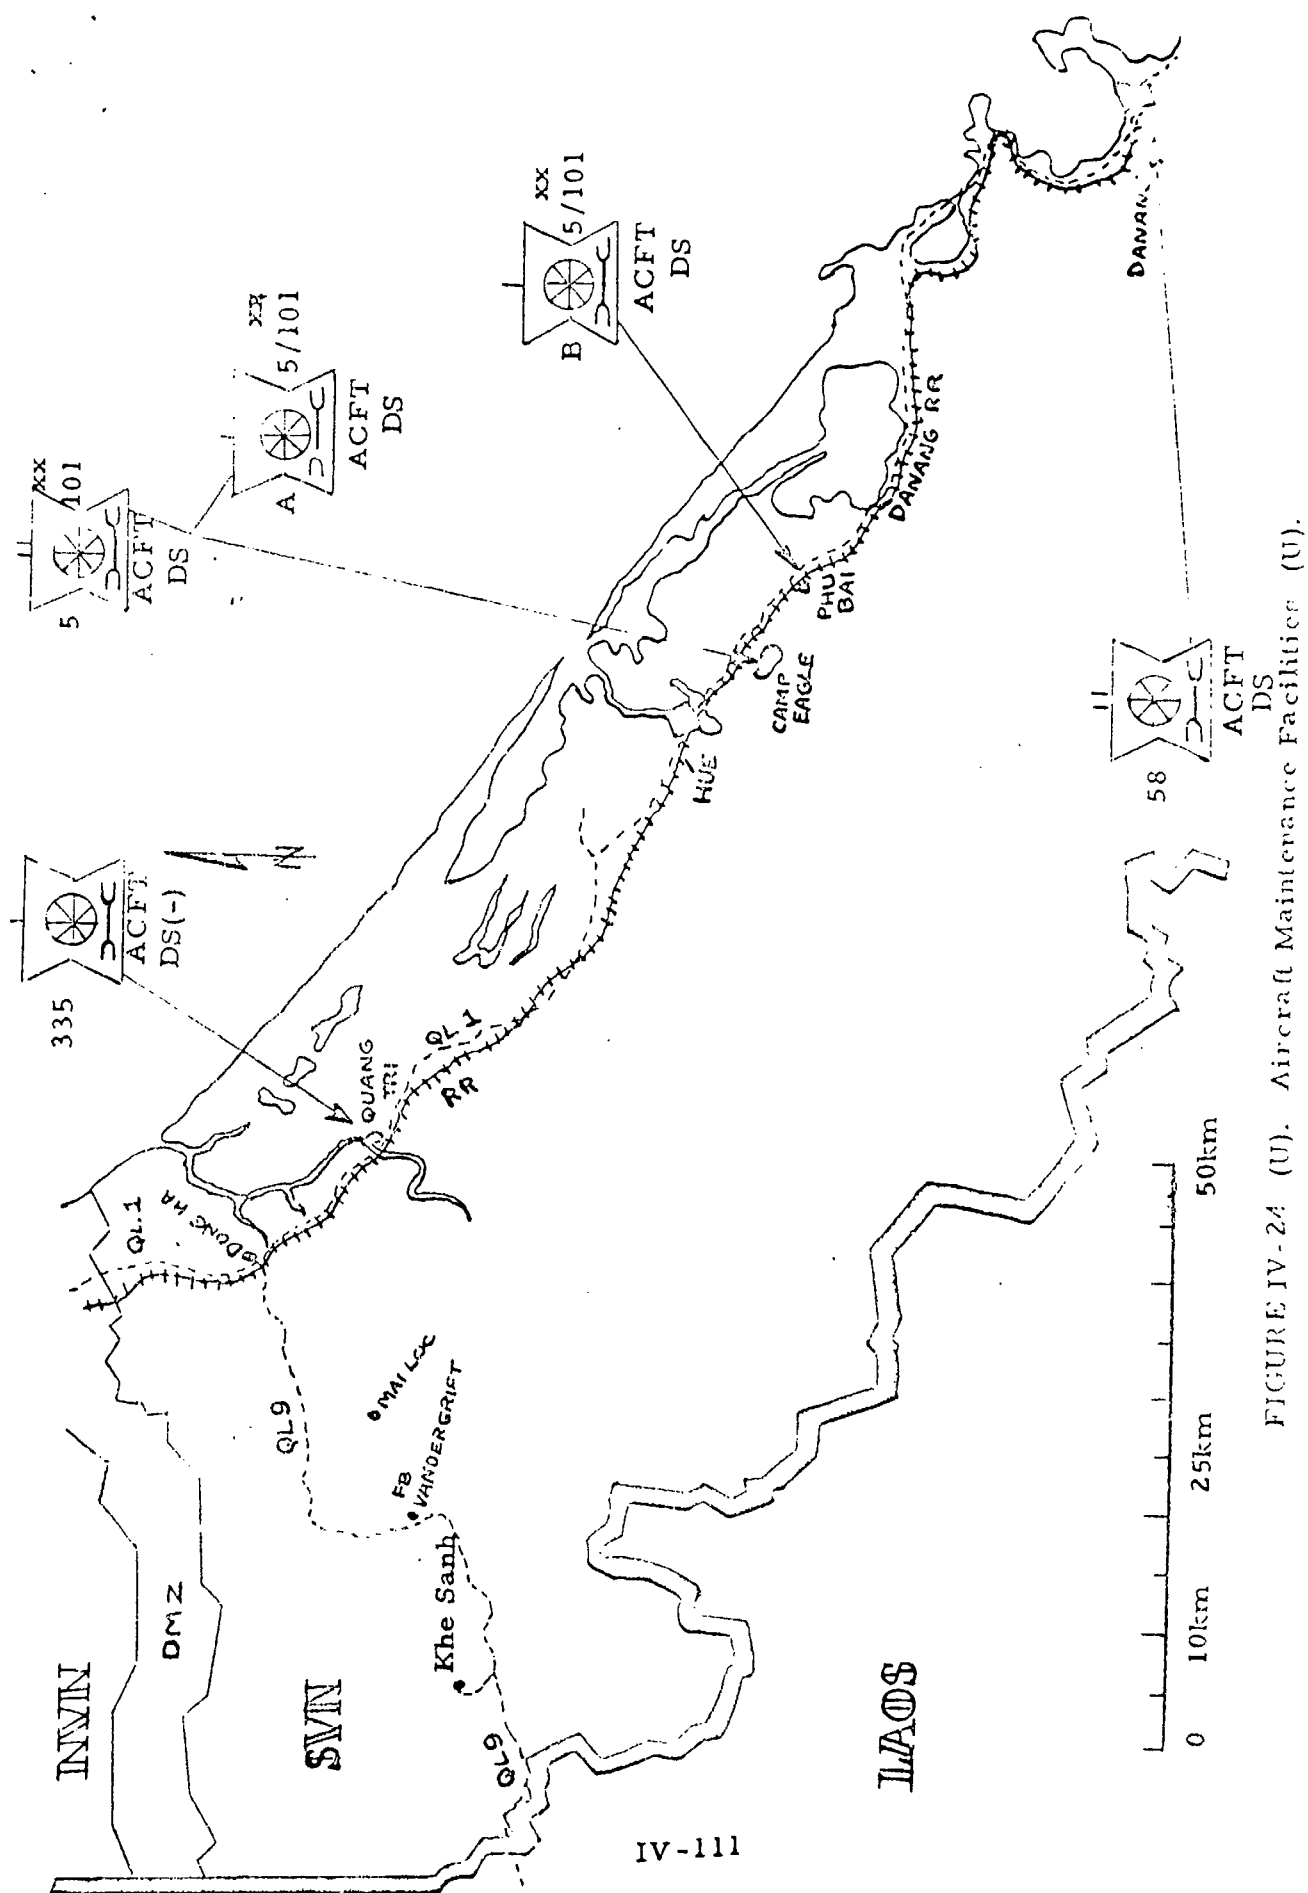 NVN
DMZ
SVN
LAOS
QL.1
DONG HA
QL9
MAI LOC
FB
VANDERGRIFT
Khe Sanh
QL9
335
ACFT
DS(-)
QUANG
TRI
QL.1
RR
N
5
XX
101
ACFT
DS
A
5/101
ACFT
DS
B
XX
5/101
ACFT
DS
HUE
CAMP
EAGLE
PHU
BAI
DANANG RR
DANANG
58
ACFT
DS
0
10km
25km
50km
FIGURE IV-24 (U). Aircraft Maintenance Facilities (U).
IV-111